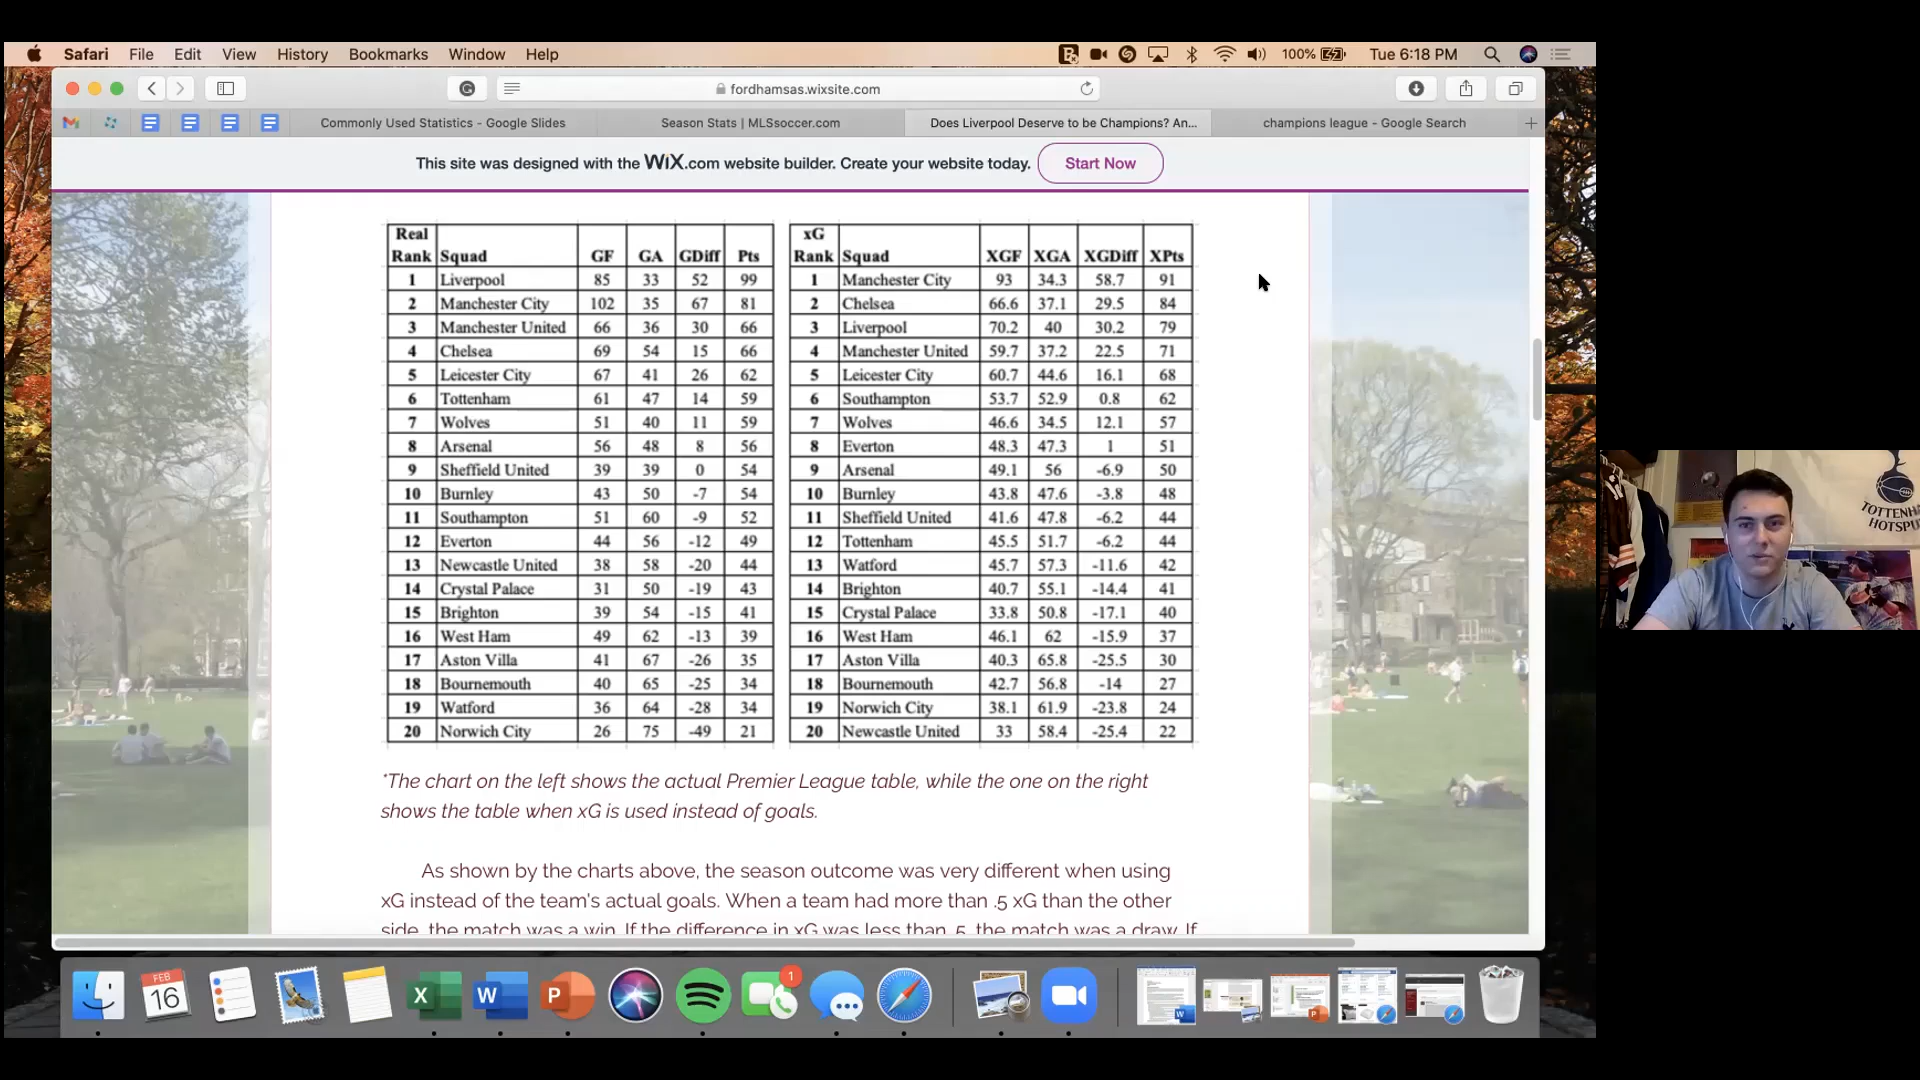 Safari File Edit View History Bookmarks Window Help 100% Tue 6:18 PM
fordhamsas.wixsite.com
Commonly Used Statistics - Google Slides Season Stats | MLSsoccer.com Does Liverpool Deserve to be Champions? An... champions league - Google Search
This site was designed with the WiX.com website builder. Create your website today. Start Now
Real Rank Squad GF GA GDiff Pts
1 Liverpool 85 33 52 99
2 Manchester City 102 35 67 81
3 Manchester United 66 36 30 66
4 Chelsea 69 54 15 66
5 Leicester City 67 41 26 62
6 Tottenham 61 47 14 59
7 Wolves 51 40 11 59
8 Arsenal 56 48 8 56
9 Sheffield United 39 39 0 54
10 Burnley 43 50 -7 54
11 Southampton 51 60 -9 52
12 Everton 44 56 -12 49
13 Newcastle United 38 58 -20 44
14 Crystal Palace 31 50 -19 43
15 Brighton 39 54 -15 41
16 West Ham 49 62 -13 39
17 Aston Villa 41 67 -26 35
18 Bournemouth 40 65 -25 34
19 Watford 36 64 -28 34
20 Norwich City 26 75 -49 21
xG Rank Squad XGF XGA XGDiff XPts
1 Manchester City 93 34.3 58.7 91
2 Chelsea 66.6 37.1 29.5 84
3 Liverpool 70.2 40 30.2 79
4 Manchester United 59.7 37.2 22.5 71
5 Leicester City 60.7 44.6 16.1 68
6 Southampton 53.7 52.9 0.8 62
7 Wolves 46.6 34.5 12.1 57
8 Everton 48.3 47.3 1 51
9 Arsenal 49.1 56 -6.9 50
10 Burnley 43.8 47.6 -3.8 48
11 Sheffield United 41.6 47.8 -6.2 44
12 Tottenham 45.5 51.7 -6.2 44
13 Watford 45.7 57.3 -11.6 42
14 Brighton 40.7 55.1 -14.4 41
15 Crystal Palace 33.8 50.8 -17.1 40
16 West Ham 46.1 62 -15.9 37
17 Aston Villa 40.3 65.8 -25.5 30
18 Bournemouth 42.7 56.8 -14 27
19 Norwich City 38.1 61.9 -23.8 24
20 Newcastle United 33 58.4 -25.4 22
*The chart on the left shows the actual Premier League table, while the one on the right
shows the table when xG is used instead of goals.
As shown by the charts above, the season outcome was very different when using
xG instead of the team's actual goals. When a team had more than .5 xG than the other
side, the match was a win. If the difference in xG was less than .5, the match was a draw. If
TOTTENHA
HOTSPU
FEB
16
X
W
P
1